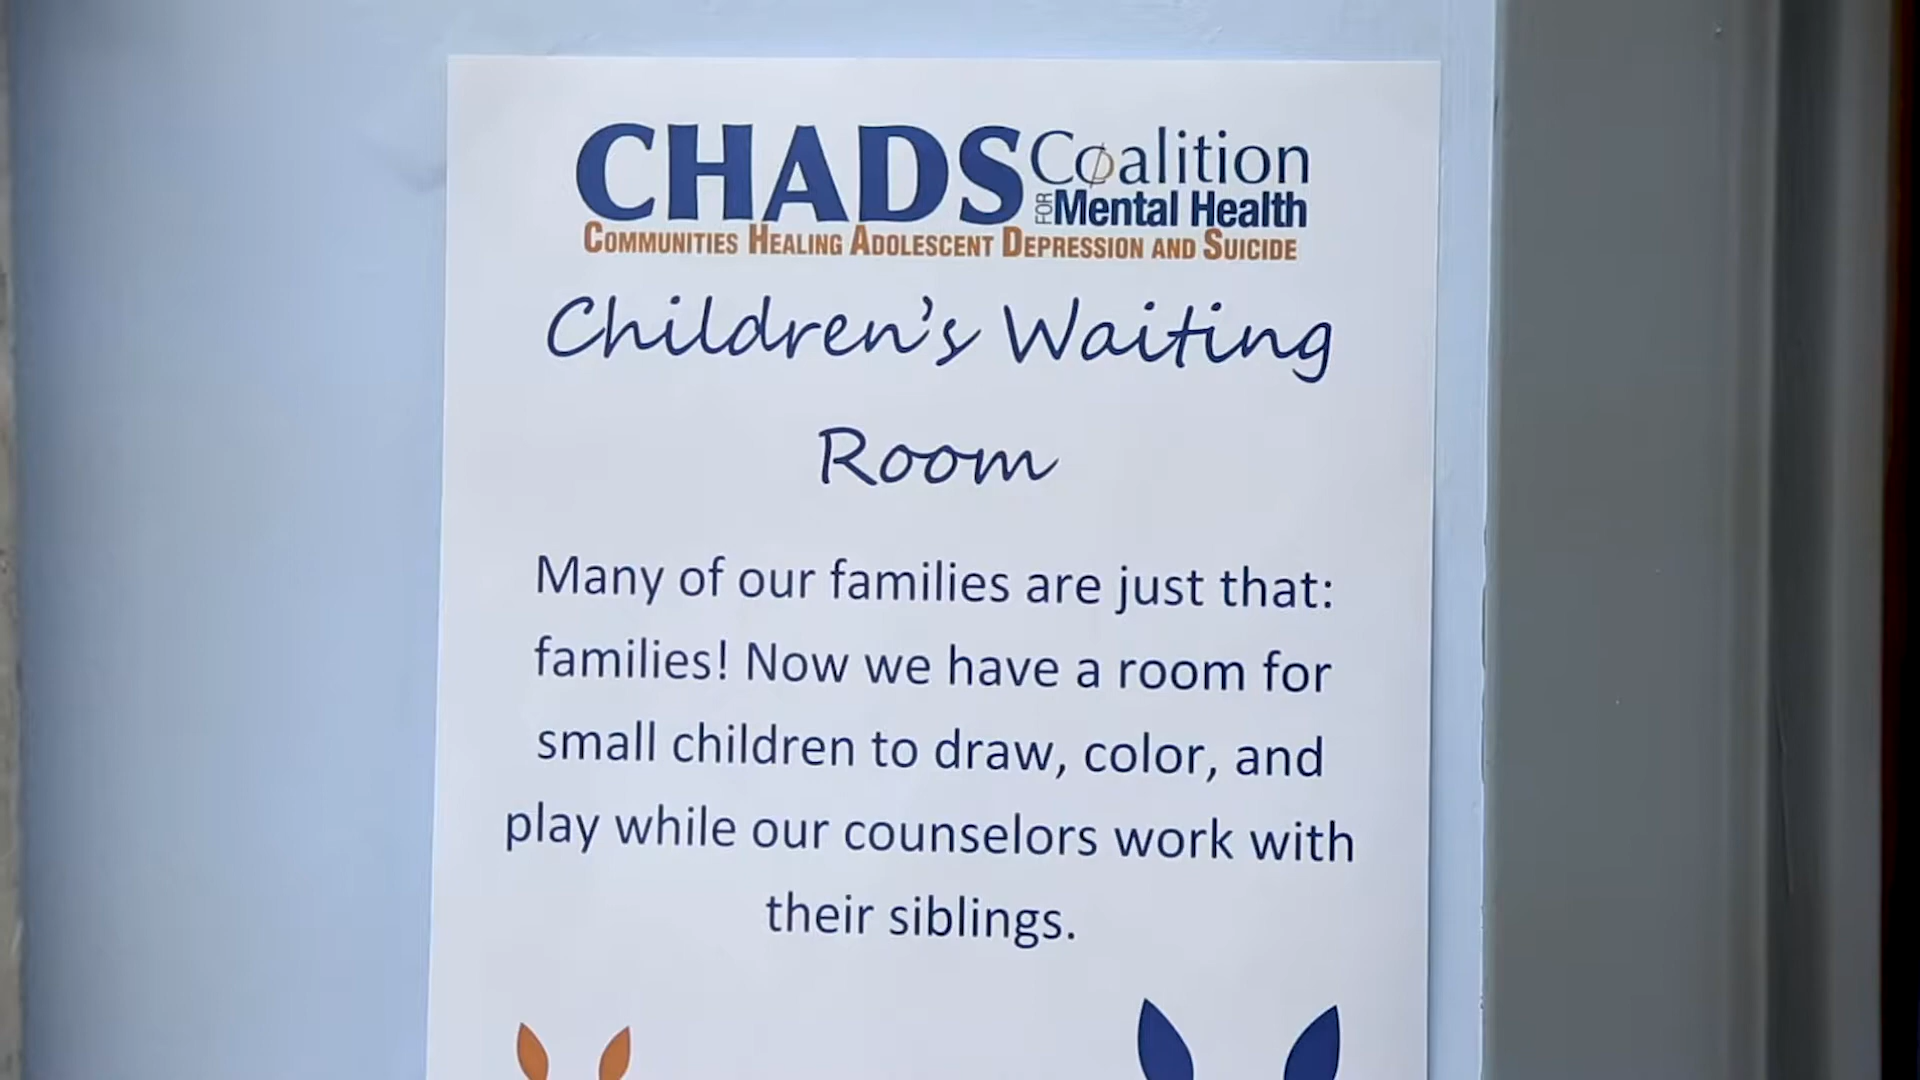 CHADS Coalition
FOR Mental Health
COMMUNITIES HEALING ADOLESCENT DEPRESSION AND SUICIDE
Children's Waiting
Room
Many of our families are just that:
families! Now we have a room for
small children to draw, color, and
play while our counselors work with
their siblings.